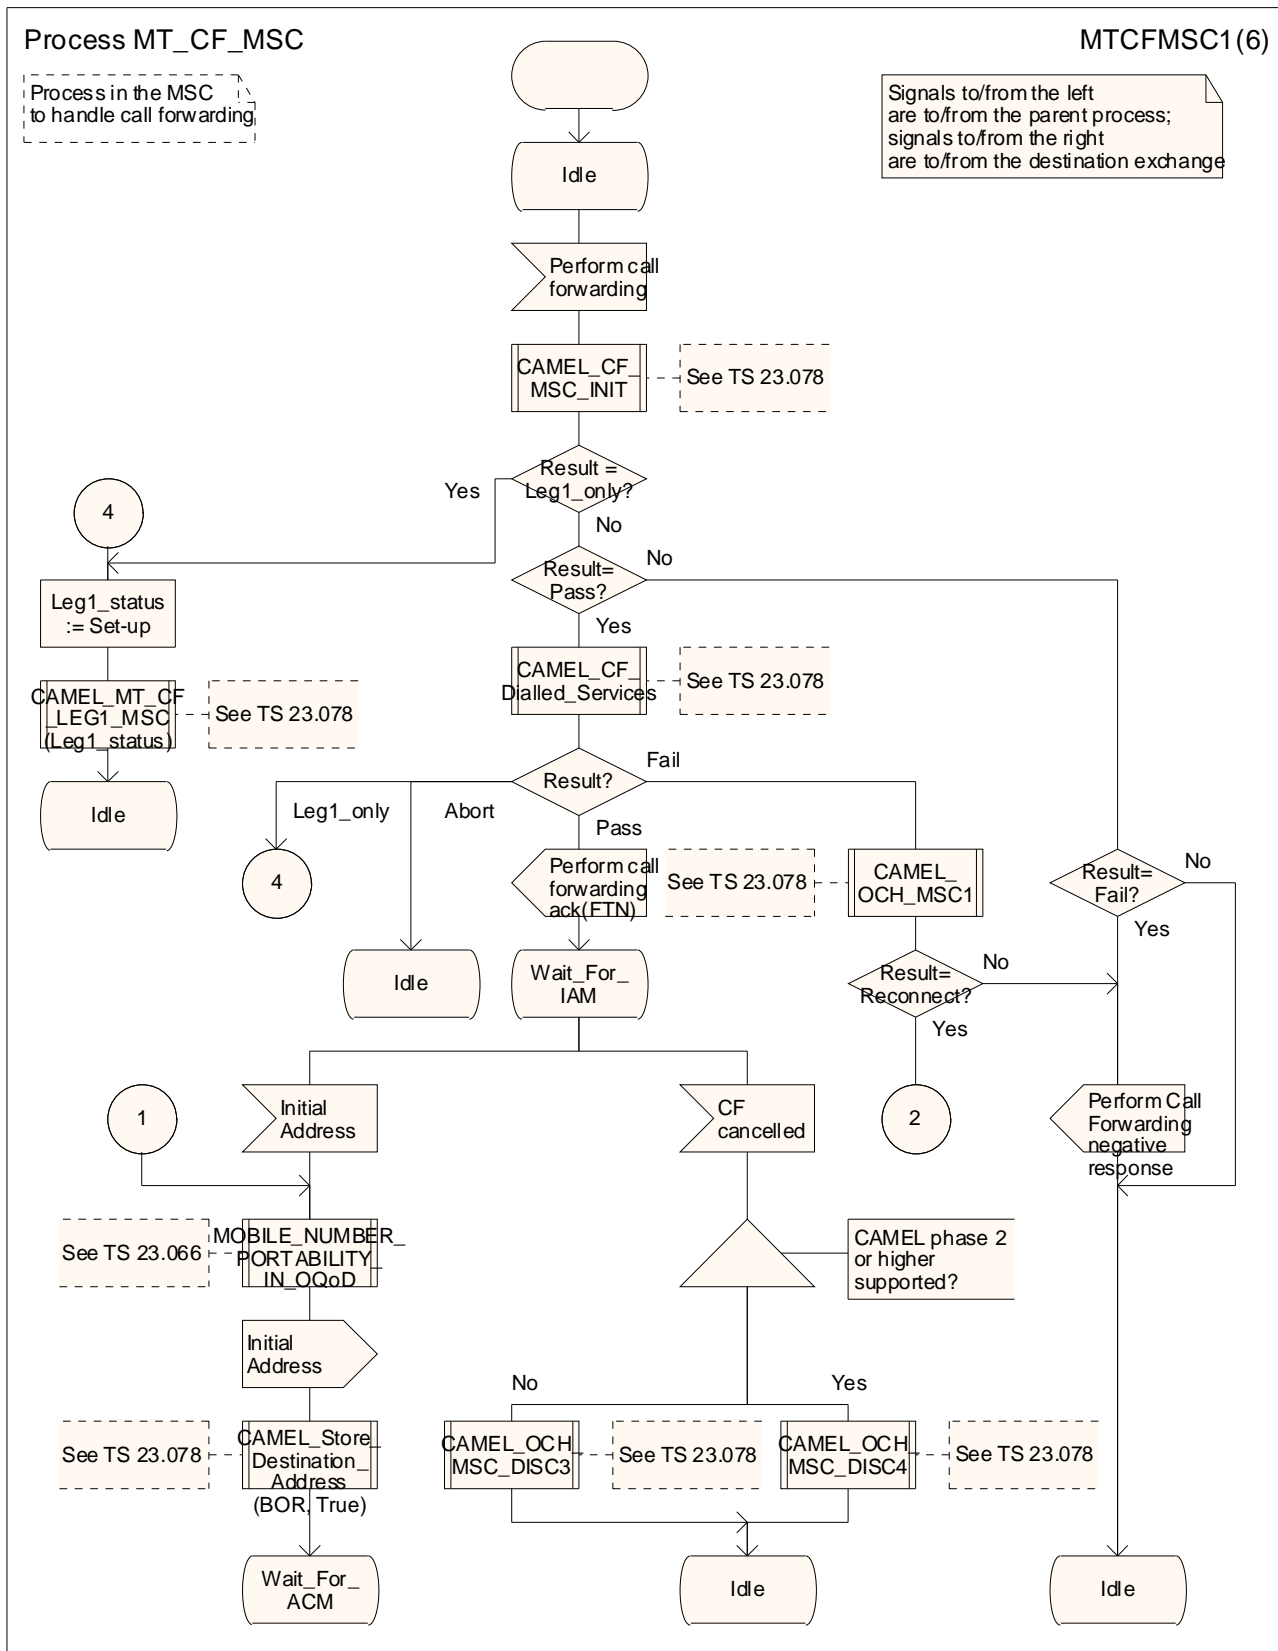 Process MT_CF_MSC
MTCFMSC1(6)
Process in the MSC
to handle call forwarding
Signals to/from the left
are to/from the parent process;
signals to/from the right
are to/from the destination exchange
Idle
Perform call
forwarding
CAMEL_CF_
MSC_INIT
See TS 23.078
Result =
Leg1_only?
Yes
No
4
Result=
Pass?
No
Yes
Leg1_status
:= Set-up
CAMEL_CF_
Dialled_Services
See TS 23.078
CAMEL_MT_CF
_LEG1_MSC
(Leg1_status)
See TS 23.078
Idle
Result?
Fail
Leg1_only
Abort
Pass
4
Perform call
forwarding
ack(FTN)
See TS 23.078
CAMEL_
OCH_MSC1
Result=
Fail?
No
Yes
Idle
Wait_For_
IAM
Result=
Reconnect?
No
Yes
1
Initial
Address
CF
cancelled
2
Perform Call
Forwarding
negative
response
See TS 23.066
MOBILE_NUMBER_
PORTABILITY_
IN_OQoD
CAMEL phase 2
or higher
supported?
Initial
Address
No
Yes
See TS 23.078
CAMEL_Store_
Destination_
Address
(BOR, True)
CAMEL_OCH_
MSC_DISC3
See TS 23.078
CAMEL_OCH_
MSC_DISC4
See TS 23.078
Wait_For_
ACM
Idle
Idle